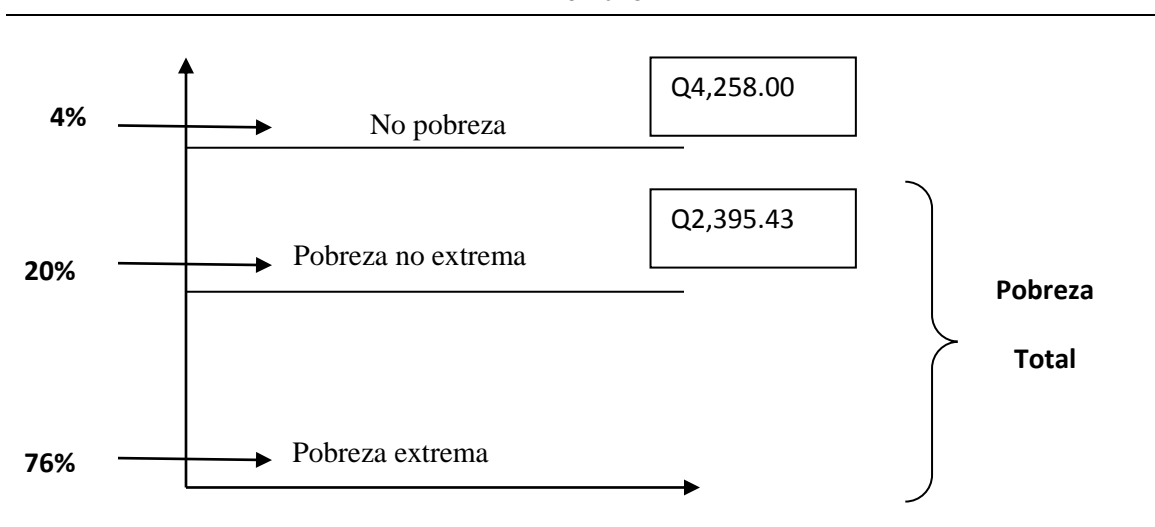 Q4,258.00
4%
No pobreza
Q2,395.43
Pobreza no extrema
20%
Pobreza
Total
Pobreza extrema
76%